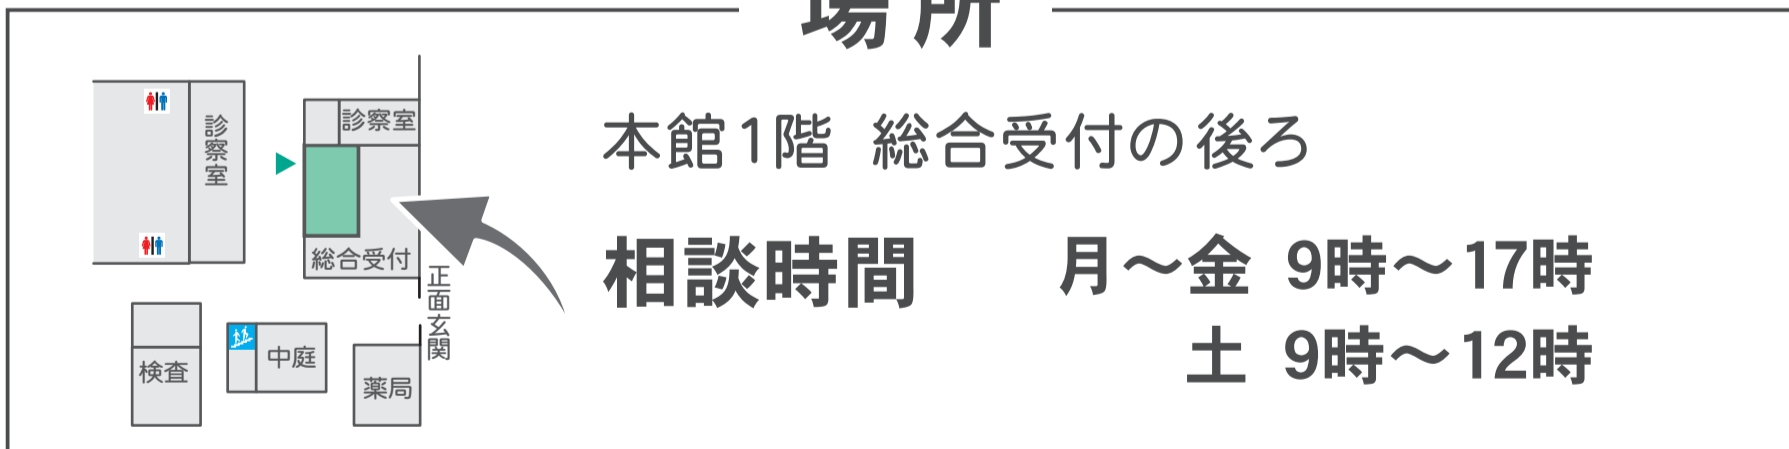 場所
診察室
診察室
総合受付
正面玄関
検査
中庭
薬局
本館1階 総合受付の後ろ
相談時間 月～金 9時～17時
土 9時～12時